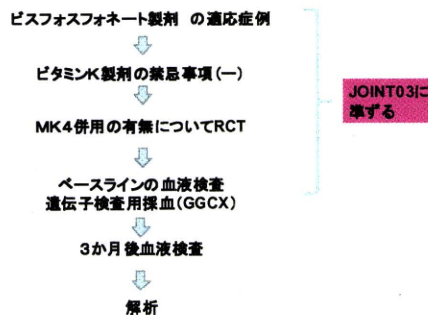 ビスフォスフォネート製剤 の適応症例
ビタミンK製剤の禁忌事項(ー)
MK4併用の有無についてRCT
ベースラインの血液検査
遺伝子検査用採血(GGCX)
3か月後血液検査
解析
JOINT03に
準ずる